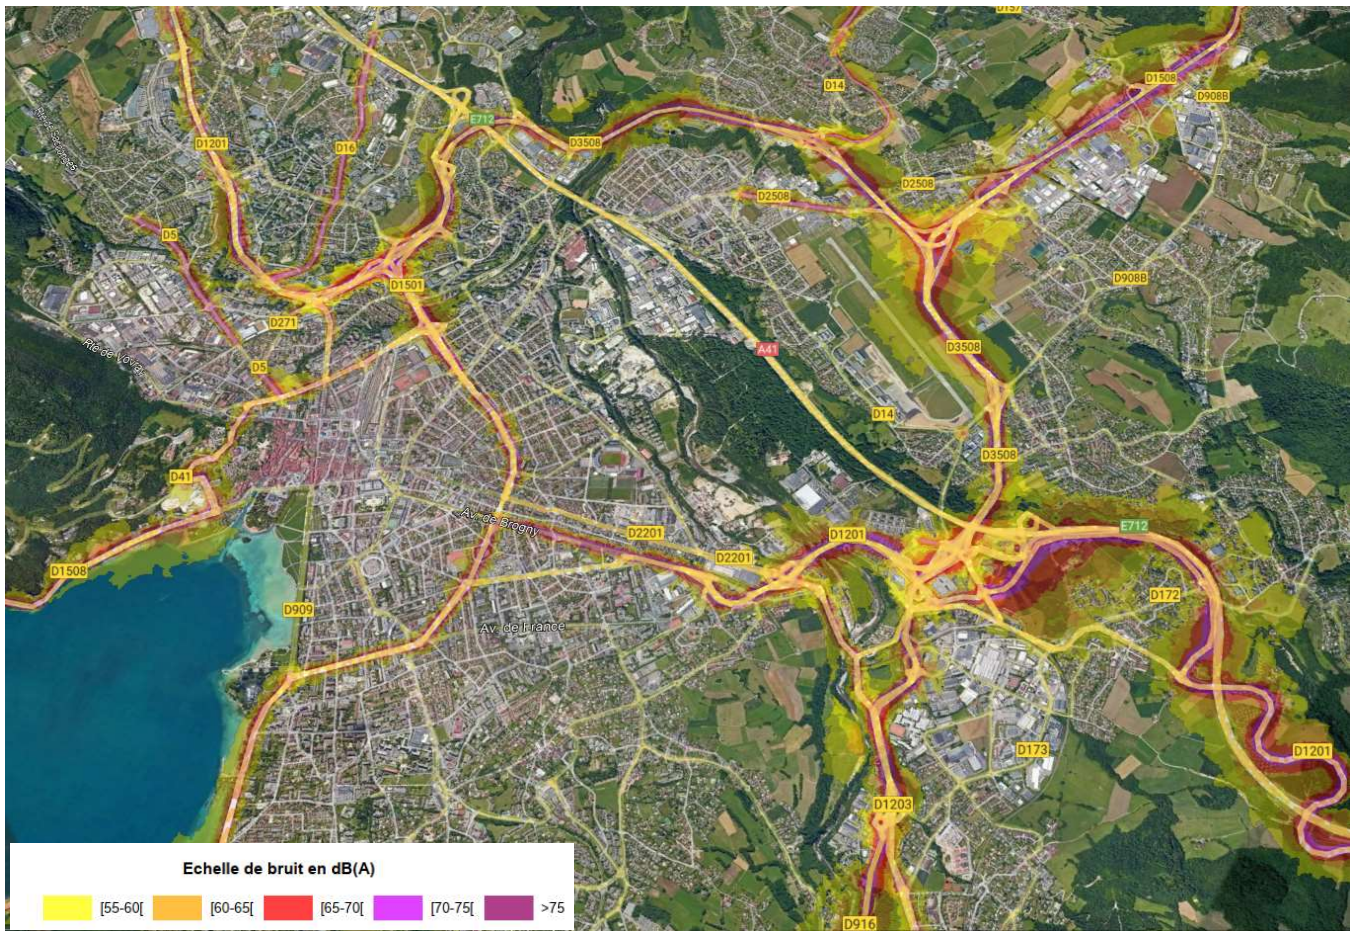 D157
D1508
D14
D908B
E712
D1201
D16
D3508
D2508
D2508
D5
D908B
D1501
D271
D3508
A41
Rte de Vovray
D5
D14
D3508
D41
Av. de Brogny
D2201
D1201
E712
D2201
D1508
D172
D909
Av. de France
D173
D1201
D1203
D916
Echelle de bruit en dB(A)
[55-60[ [60-65[ [65-70[ [70-75[ >75